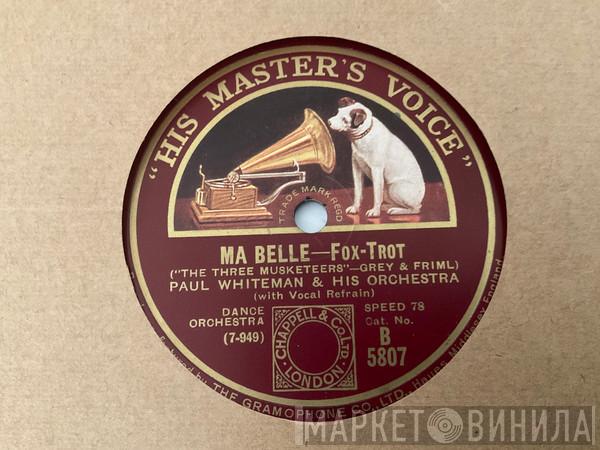 "HIS MASTER'S VOICE"
TRADE MARK REGD
MA BELLE—FOX-TROT
("THE THREE MUSKETEERS"—GREY & FRIML)
PAUL WHITEMAN & HIS ORCHESTRA
(with Vocal Refrain)
DANCE
ORCHESTRA
(7-949)
SPEED 78
Cat. No.
B
5807
CHAPPELL & CO LTD
LONDON
by THE GRAMOPHONE CO. LTD. Hayes, Middlesex, England.
МАРКЕТ ВИНИЛА